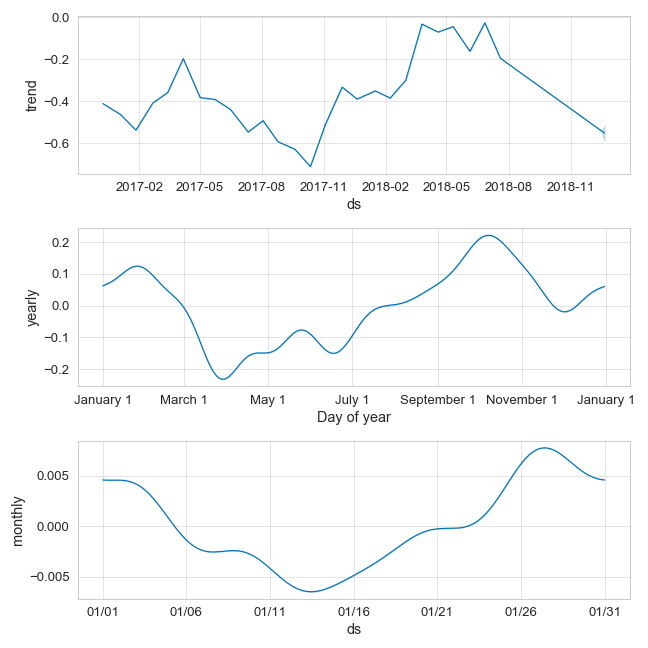 0.0
−0.2
−0.4
−0.6
trend
2017-02 2017-05 2017-08 2017-11 2018-02 2018-05 2018-08 2018-11
ds
0.2
0.1
0.0
−0.1
−0.2
yearly
January 1 March 1 May 1 July 1 September 1 November 1 January 1
Day of year
0.005
0.000
−0.005
monthly
01/01 01/06 01/11 01/16 01/21 01/26 01/31
ds